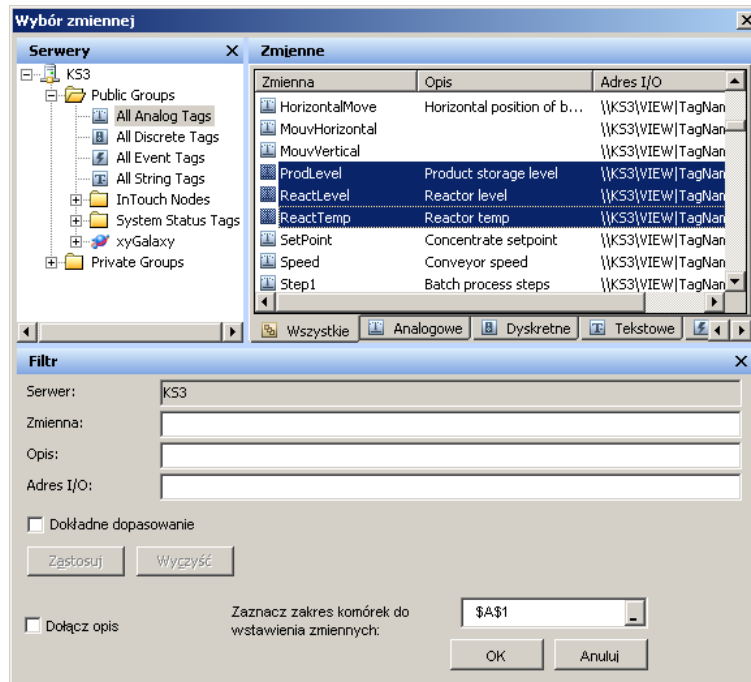 Wybór zmiennej
Serwery
KS3
Public Groups
All Analog Tags
All Discrete Tags
All Event Tags
All String Tags
InTouch Nodes
System Status Tags
xyGalaxy
Private Groups
Zmienne
Zmienna Opis Adres I/O
HorizontalMove Horizontal position of b... \\KS3\VIEW|TagNan
MouvHorizontal \\KS3\VIEW|TagNan
MouvVertical \\KS3\VIEW|TagNan
ProdLevel Product storage level \\KS3\VIEW|TagNan
ReactLevel Reactor level \\KS3\VIEW|TagNan
ReactTemp Reactor temp \\KS3\VIEW|TagNan
SetPoint Concentrate setpoint \\KS3\VIEW|TagNan
Speed Conveyor speed \\KS3\VIEW|TagNan
Step1 Batch process steps \\KS3\VIEW|TagNan
Wszystkie Analogowe Dyskretne Tekstowe
Filtr
Serwer: KS3
Zmienna:
Opis:
Adres I/O:
Dokładne dopasowanie
Zastosuj Wyczyść
Dołącz opis
Zaznacz zakres komórek do
wstawienia zmiennych:
$A$1
OK Anuluj